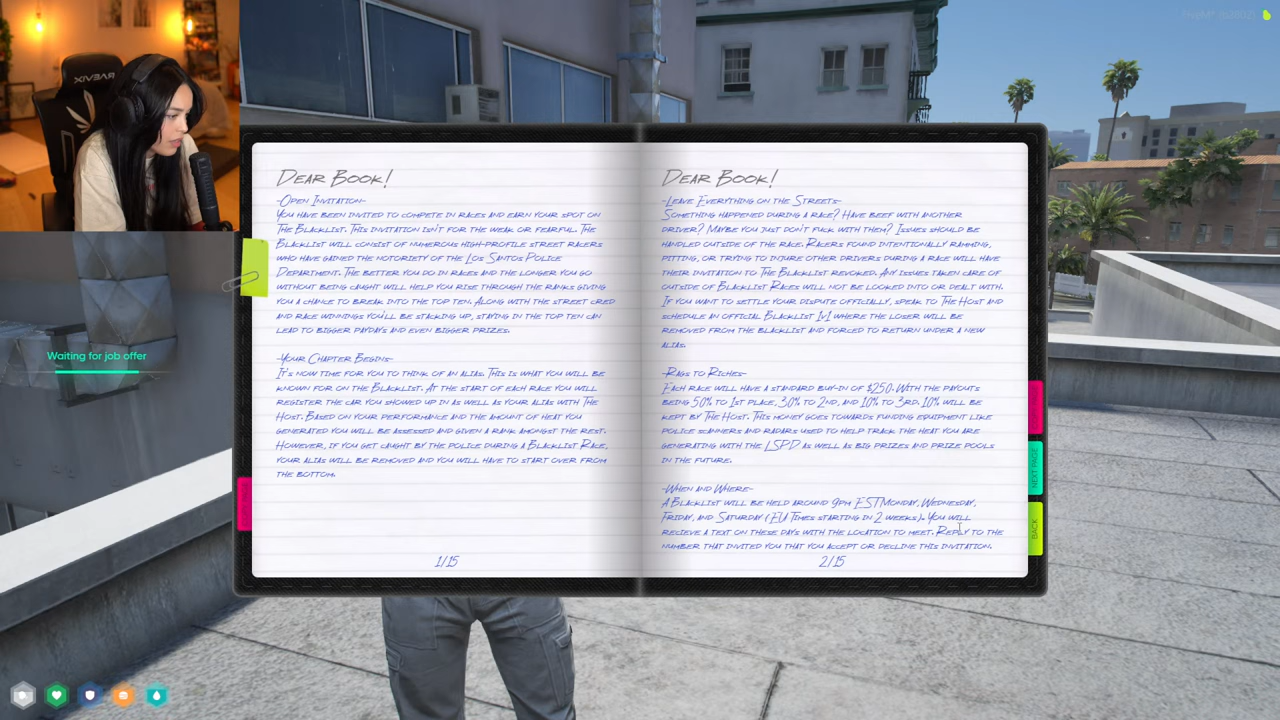 XIVEAR
Waiting for job offer
Dear Book!
-Open Invitation-
You have been invited to compete in races and earn your spot on
The Blacklist. This invitation isn't for the weak or fearful. The
Blacklist will consist of numerous high-profile street racers
who have gained the notoriety of the Los Santos Police
Department. The better you do in races and the longer you go
without being caught will help you rise through the ranks giving
you a chance to break into the top ten. Along with the street cred
and race winnings you'll be stacking up, staying in the top ten can
lead to bigger paydays and even bigger prizes.
-Your Chapter Begins-
It's now time for you to think of an alias. This is what you will be
known for on the Blacklist. At the start of each race you will
register the car you showed up in as well as your alias with The
Host. Based on your performance and the amount of heat you
generated you will be assessed and given a rank amongst the rest.
However, if you get caught by the police during a Blacklist Race,
your alias will be removed and you will have to start over from
the bottom.
1/15
Dear Book!
-Leave Everything on the Streets-
Something happened during a race? Have beef with another
driver? Maybe you just don't fuck with them? Issues should be
handled outside of the race. Racers found intentionally ramming,
pitting, or trying to injure other drivers during a race will have
their invitation to The Blacklist revoked. Any issues taken care of
outside of Blacklist Races will not be looked into or dealt with.
If you want to settle your dispute officially, speak to The Host and
schedule an official Blacklist 1v1 where the loser will be
removed from the Blacklist and forced to return under a new
alias.
-Rags to Riches-
Each race will have a standard buy-in of $250. With the payouts
being 50% to 1st place, 30% to 2nd, and 10% to 3rd. 10% will be
kept by The Host. This money goes towards funding equipment like
police scanners and radars used to help track the heat you are
generating with the LSPD as well as big prizes and prize pools
in the future.
-When and Where-
A Blacklist will be held around 9pm EST Monday, Wednesday,
Friday, and Saturday (EU Times starting in 2 weeks). You will
recieve a text on these days with the location to meet. Reply to the
number that invited you that you accept or decline this invitation.
2/15
NEXT PAGE
BACK